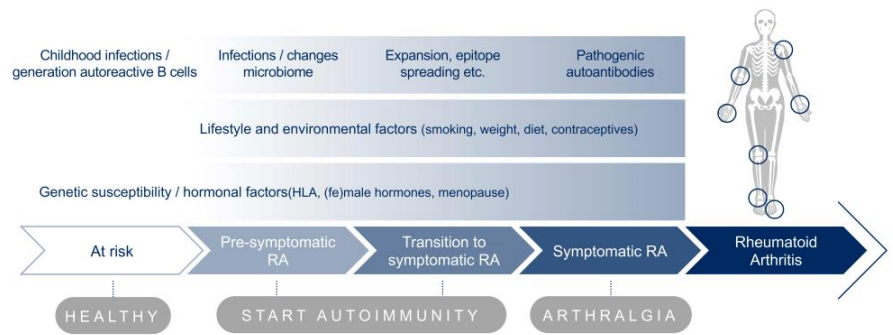 Childhood infections /
generation autoreactive B cells
Infections / changes
microbiome
Expansion, epitope
spreading etc.
Pathogenic
autoantibodies
Lifestyle and environmental factors (smoking, weight, diet, contraceptives)
Genetic susceptibility / hormonal factors(HLA, (fe)male hormones, menopause)
At risk
Pre-symptomatic
RA
Transition to
symptomatic RA
Symptomatic RA
Rheumatoid
Arthritis
HEALTHY
START AUTOIMMUNITY
ARTHRALGIA